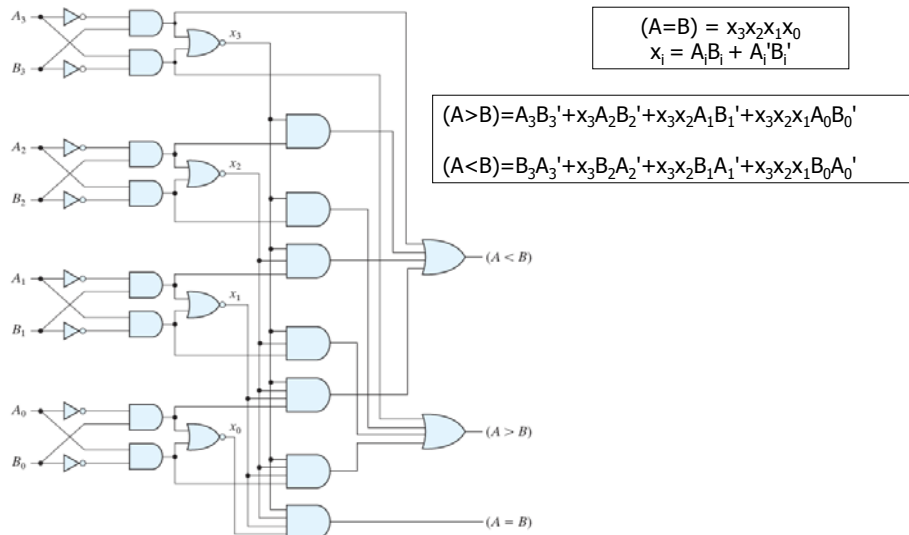 A₃
B₃
x₃
A₂
B₂
x₂
A₁
B₁
x₁
A₀
B₀
x₀
(A < B)
(A > B)
(A = B)
(A=B) = x₃x₂x₁x₀
xᵢ = AᵢBᵢ + Aᵢ'Bᵢ'
(A>B)=A₃B₃'+x₃A₂B₂'+x₃x₂A₁B₁'+x₃x₂x₁A₀B₀'
(A<B)=B₃A₃'+x₃B₂A₂'+x₃x₂B₁A₁'+x₃x₂x₁B₀A₀'